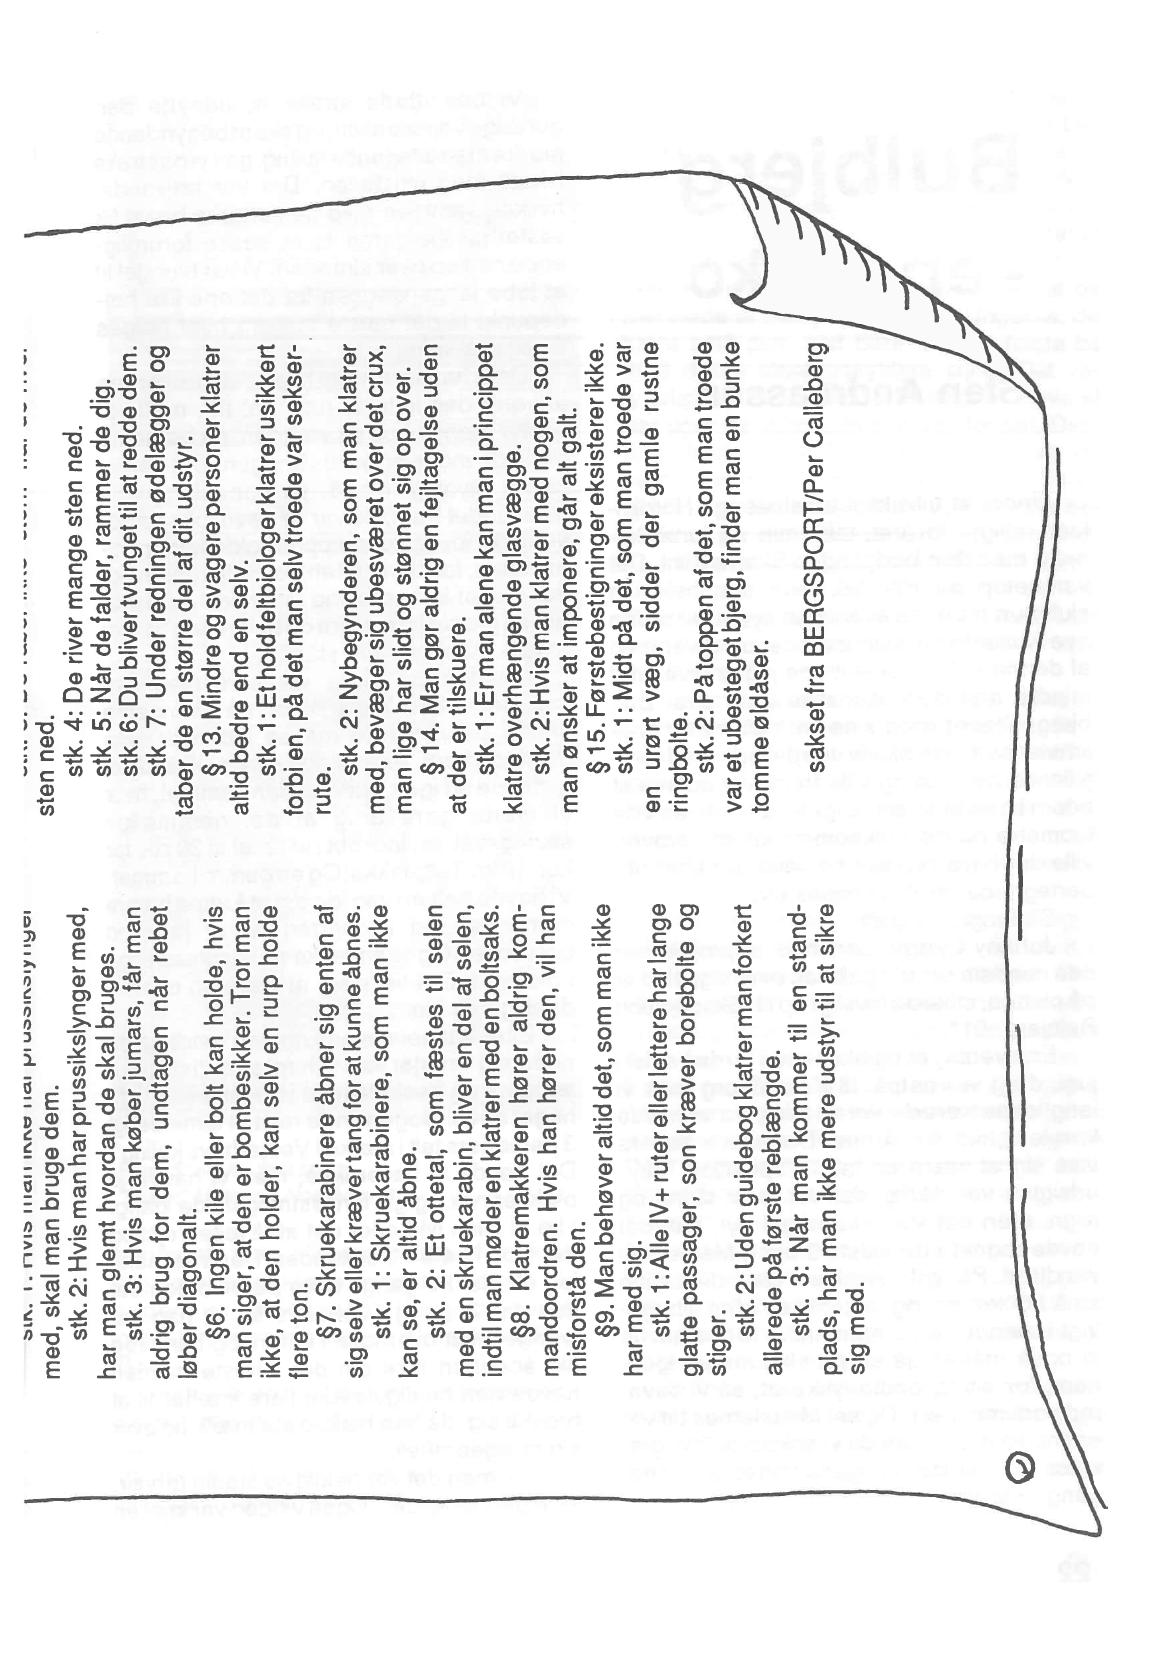 stk. 1: Hvis man ikke har prussikslynger
med, skal man bruge dem.
stk. 2: Hvis man har prussikslynger med,
har man glemt hvordan de skal bruges.
stk. 3: Hvis man køber jumars, får man
aldrig brug for dem, undtagen når rebet
løber diagonalt.
§6. Ingen kile eller bolt kan holde, hvis
man siger, at den er bombesikker. Tror man
ikke, at den holder, kan selv en rurp holde
flere ton.
§7. Skruekarabinere åbner sig enten af
sig selv eller kræver tang for at kunne åbnes.
stk. 1: Skruekarabinere, som man ikke
kan se, er altid åbne.
stk. 2: Et ottetal, som fæstes til selen
med en skruekarabin, bliver en del af selen,
indtil man møder en klatrer med en boltsaks.
§8. Klatremakkeren hører aldrig kom-
mandoordren. Hvis han hører den, vil han
misforstå den.
§9. Man behøver altid det, som man ikke
har med sig.
stk. 1: Alle IV+ ruter eller lettere har lange
glatte passager, som kræver borebolte og
stiger.
stk. 2: Uden guidebog klatrer man forkert
allerede på første reblængde.
stk. 3: Når man kommer til en stand-
plads, har man ikke mere udstyr til at sikre
sig med.
sten ned.
stk. 4: De river mange sten ned.
stk. 5: Når de falder, rammer de dig.
stk. 6: Du bliver tvunget til at redde dem.
stk. 7: Under redningen ødelægger og
taber de en større del af dit udstyr.
§ 13. Mindre og svagere personer klatrer
altid bedre end en selv.
stk. 1: Et hold feltbiologer klatrer usikkert
forbi en, på det man selv troede var sekser-
rute.
stk. 2: Nybegynderen, som man klatrer
med, bevæger sig ubesværet over det crux,
man lige har slidt og stønnet sig op over.
§ 14. Man gør aldrig en fejltagelse uden
at der er tilskuere.
stk. 1: Er man alene kan man i princippet
klatre overhængende glasvægge.
stk. 2: Hvis man klatrer med nogen, som
man ønsker at imponere, går alt galt.
§ 15. Førstebestigninger eksisterer ikke.
stk. 1: Midt på det, som man troede var
en urørt væg, sidder der gamle rustne
ringbolte.
stk. 2: På toppen af det, som man troede
var et ubesteget bjerg, finder man en bunke
tomme øldåser.
sakset fra BERGSPORT/Per Calleberg